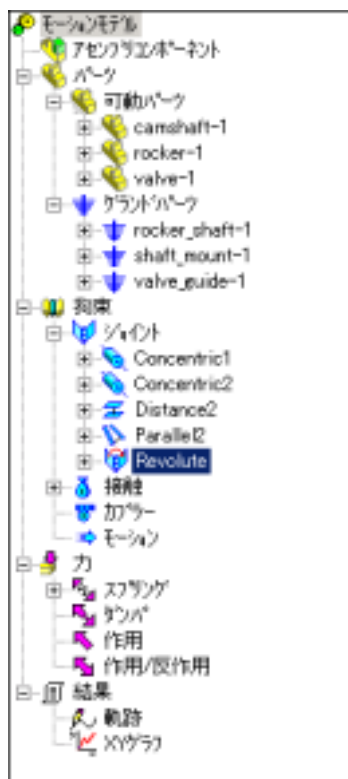 モーションモデル
アセンブリコンポーネント
パーツ
可動パーツ
camshaft-1
rocker-1
valve-1
グランドパーツ
rocker_shaft-1
shaft_mount-1
valve_guide-1
拘束
ジョイント
Concentric1
Concentric2
Distance2
Parallel2
Revolute
接触
カプラー
モーション
力
スプリング
ダンパ
作用
作用/反作用
結果
軌跡
XYグラフ